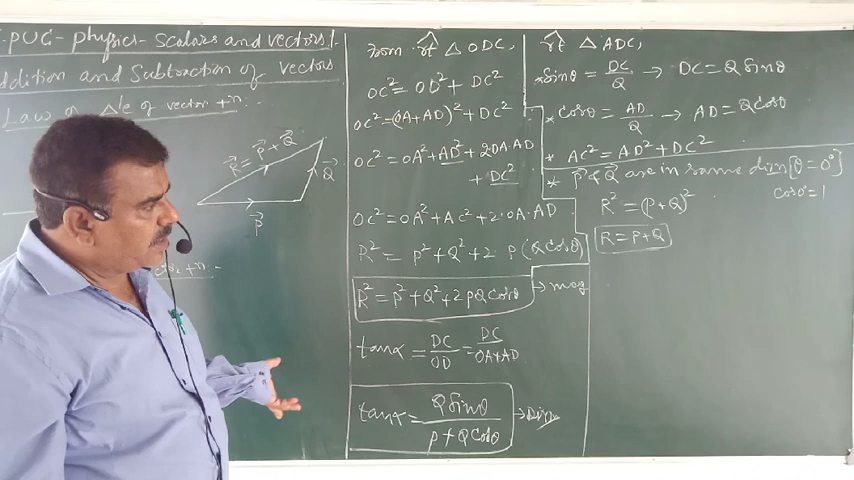 PUC - physics - Scalars and vectors
ddition and Subtraction of vectors
Law of Δle of vector +n :-
R⃗ = P⃗ + Q⃗
Q⃗
P⃗
+n :-
From rt △ ODC,
OC² = OD² + DC²
OC² = (OA + AD)² + DC²
OC² = OA² + AD² + 2OA·AD
+ DC²
OC² = OA² + AC² + 2·OA·AD
R² = P² + Q² + 2 P (Q Cosθ)
R² = P² + Q² + 2PQ Cosθ → mag
tanα = DC/OD = DC/OA+AD
tanα = Q Sinθ / P + Q Cosθ → Dirn
rt △ ADC,
* Sinθ = DC/Q → DC = Q Sinθ
* Cosθ = AD/Q → AD = Q Cosθ
* AC² = AD² + DC²
* P⃗ & Q⃗ are in same dirn [θ = 0°]
Cos0° = 1
R² = (P+Q)²
R = P+Q